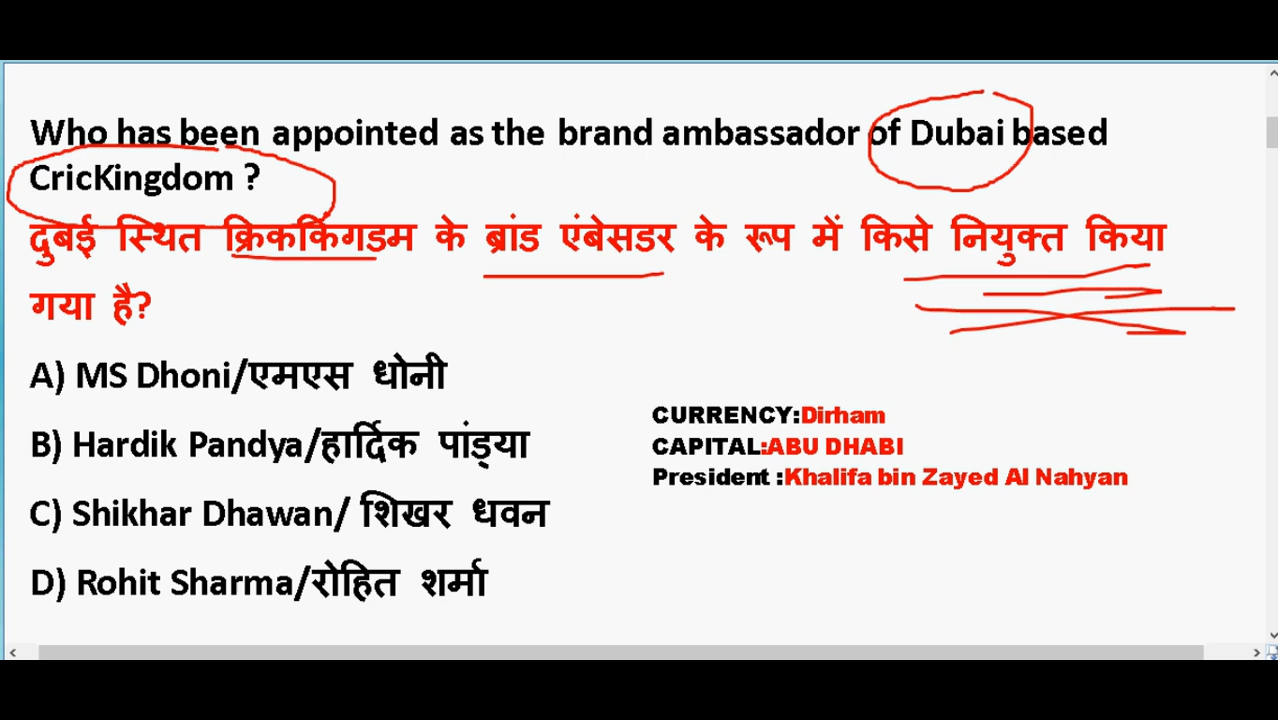 Who has been appointed as the brand ambassador of Dubai based
CricKingdom ?
दुबई स्थित क्रिककिंगडम के ब्रांड एंबेसडर के रूप में किसे नियुक्त किया
गया है?
A) MS Dhoni/एमएस धोनी
B) Hardik Pandya/हार्दिक पांड्या
C) Shikhar Dhawan/ शिखर धवन
D) Rohit Sharma/रोहित शर्मा
CURRENCY:Dirham
CAPITAL:ABU DHABI
President :Khalifa bin Zayed Al Nahyan